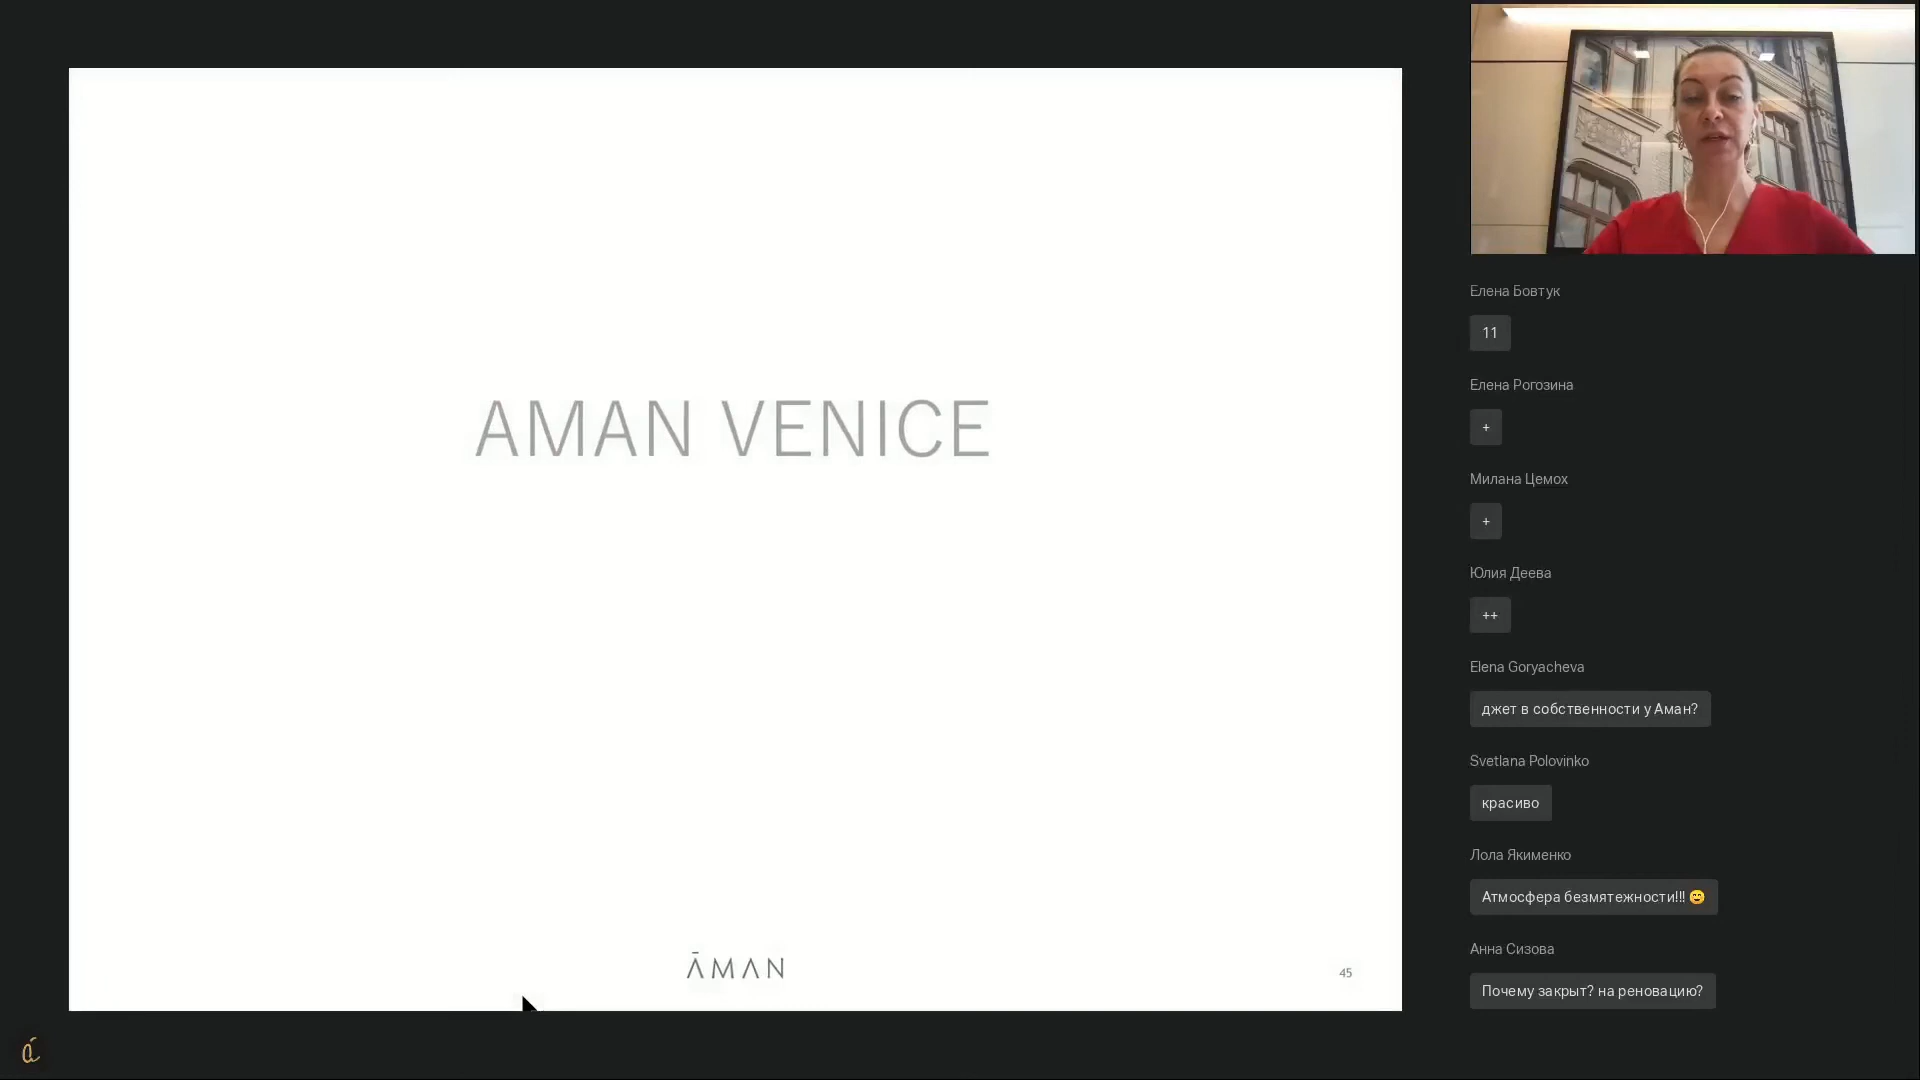 AMAN VENICE
ĀMAN
45
Елена Бовтук
11
Елена Рогозина
+
Милана Цемох
+
Юлия Деева
++
Elena Goryacheva
джет в собственности у Аман?
Svetlana Polovinko
красиво
Лола Якименко
Атмосфера безмятежности!!! 😄
Анна Сизова
Почему закрыт? на реновацию?
á